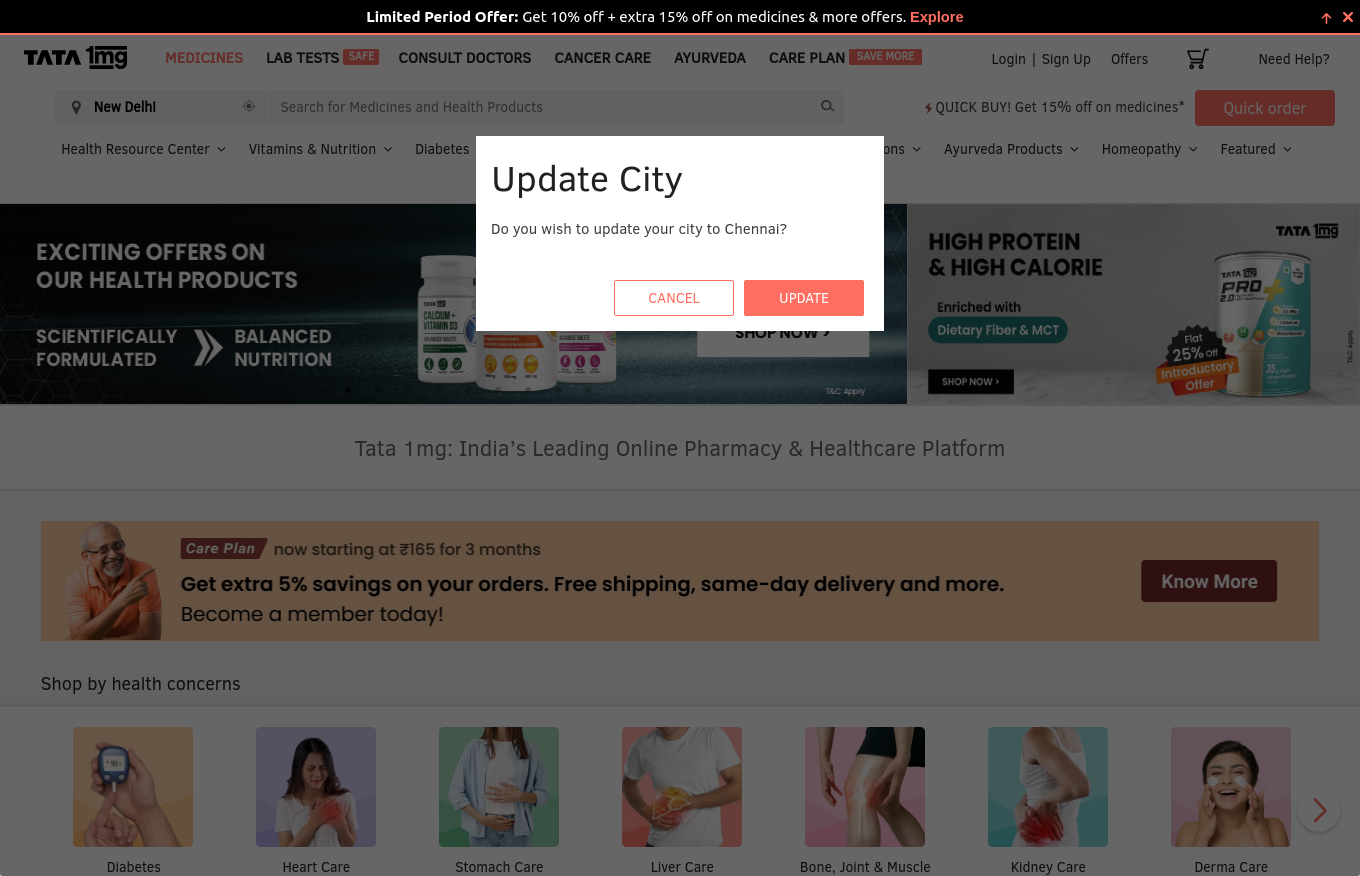 Limited Period Offer: Get 10% off + extra 15% off on medicines & more offers. Explore
TATA 1mg
MEDICINES
LAB TESTS SAFE
CONSULT DOCTORS
CANCER CARE
AYURVEDA
CARE PLAN SAVE MORE
Login | Sign Up
Offers
Need Help?
New Delhi
Search for Medicines and Health Products
QUICK BUY! Get 15% off on medicines*
Quick order
Health Resource Center
Vitamins & Nutrition
Diabetes
ons
Ayurveda Products
Homeopathy
Featured
Update City
Do you wish to update your city to Chennai?
CANCEL
UPDATE
EXCITING OFFERS ON
OUR HEALTH PRODUCTS
SCIENTIFICALLY
FORMULATED
BALANCED
NUTRITION
TATA 1mg
CALCIUM +
VITAMIN D3
SHOP NOW >
T&C Apply
HIGH PROTEIN
& HIGH CALORIE
TATA 1mg
Enriched with
Dietary Fiber & MCT
SHOP NOW >
Flat
25% off
Introductory
Offer
TATA 1mg
PRO+
2.0
T&C Apply
Tata 1mg: India's Leading Online Pharmacy & Healthcare Platform
Care Plan now starting at ₹165 for 3 months
Get extra 5% savings on your orders. Free shipping, same-day delivery and more.
Become a member today!
Know More
Shop by health concerns
Diabetes
Heart Care
Stomach Care
Liver Care
Bone, Joint & Muscle
Kidney Care
Derma Care